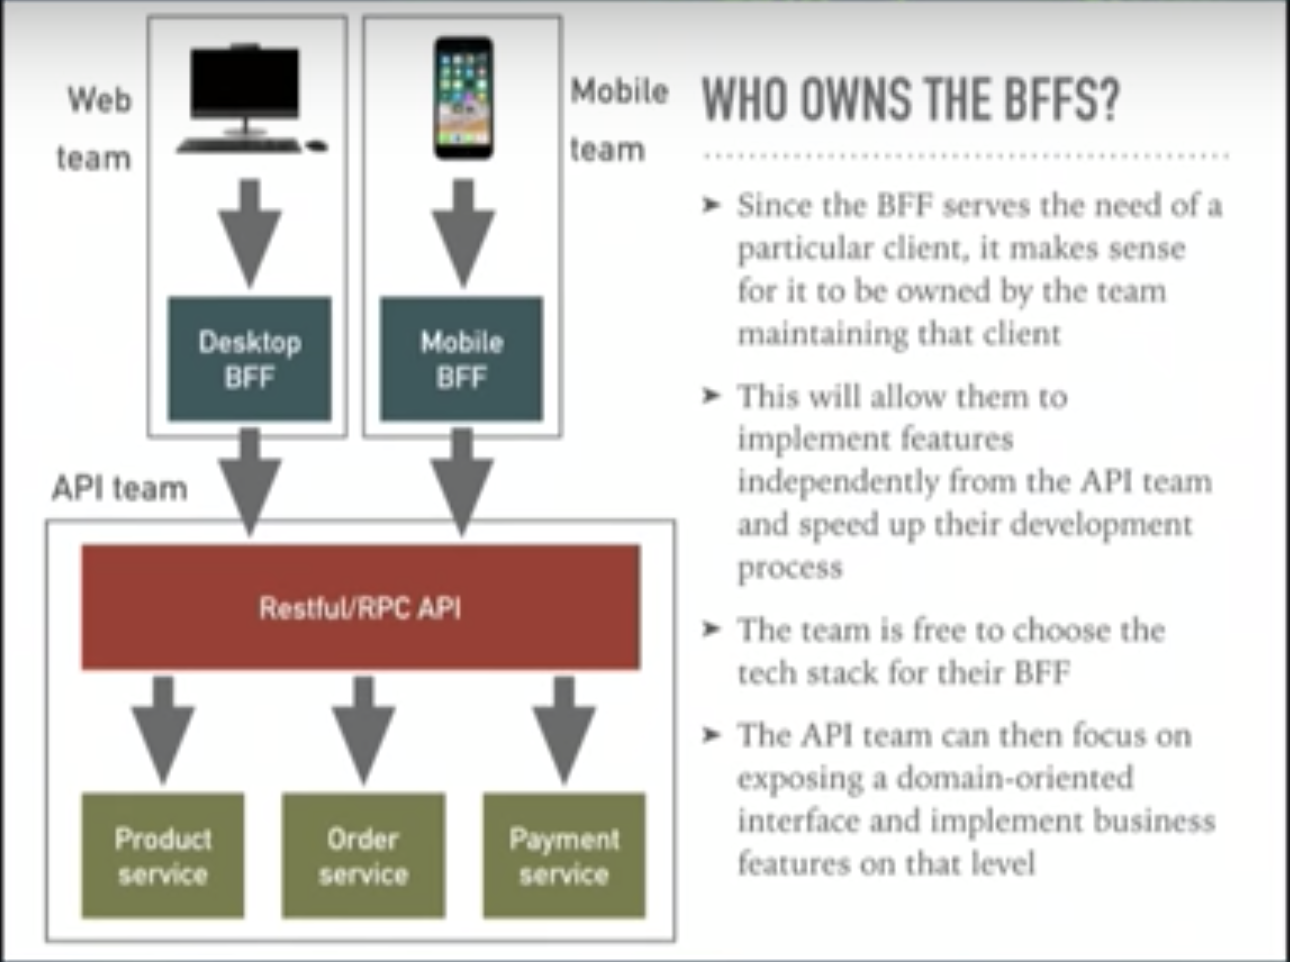 Web
team
Mobile
team
Desktop
BFF
Mobile
BFF
API team
Restful/RPC API
Product
service
Order
service
Payment
service
WHO OWNS THE BFFS?
➤ Since the BFF serves the need of a
particular client, it makes sense
for it to be owned by the team
maintaining that client
➤ This will allow them to
implement features
independently from the API team
and speed up their development
process
➤ The team is free to choose the
tech stack for their BFF
➤ The API team can then focus on
exposing a domain-oriented
interface and implement business
features on that level